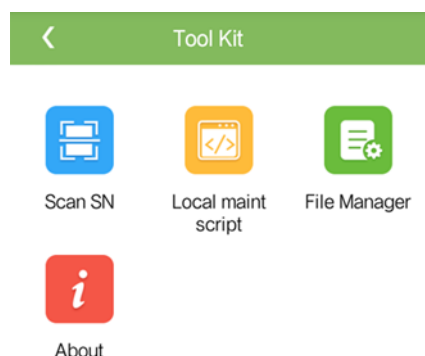 Tool Kit
Scan SN
Local maint
script
File Manager
About